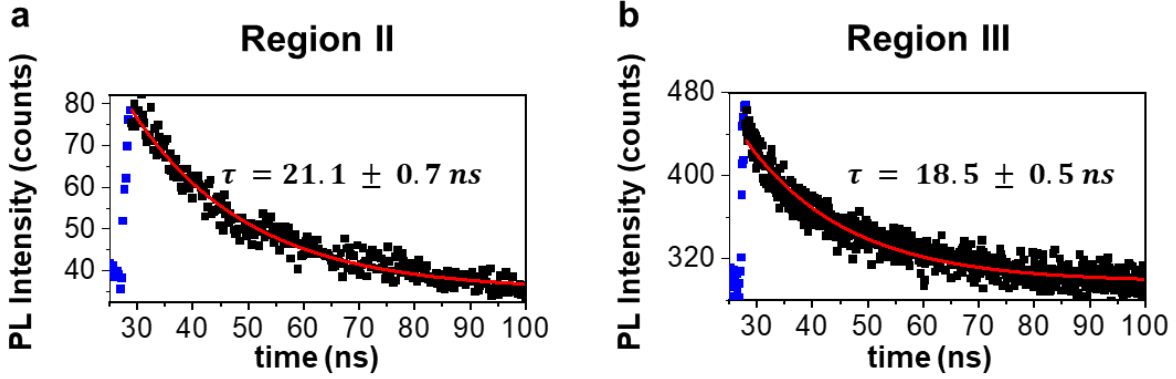 a
Region II
PL Intensity (counts)
80
70
60
50
40
τ = 21.1 ± 0.7 ns
30 40 50 60 70 80 90 100
time (ns)
b
Region III
PL Intensity (counts)
480
400
320
τ = 18.5 ± 0.5 ns
30 40 50 60 70 80 90 100
time (ns)